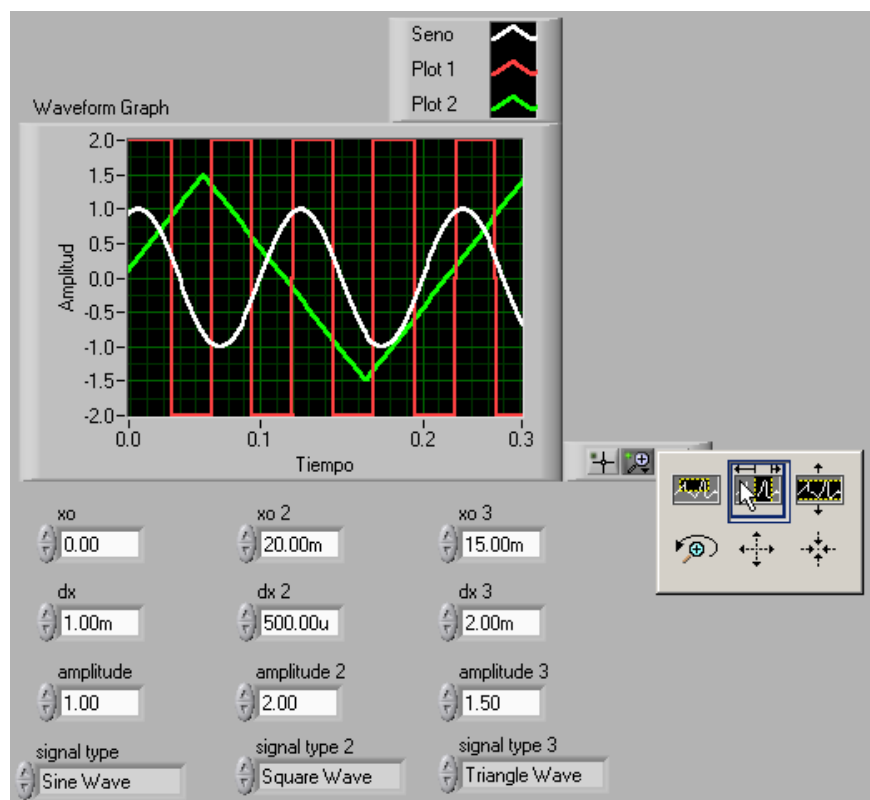 Seno
Plot 1
Plot 2
Waveform Graph
2.0
1.5
1.0
0.5
0.0
-0.5
-1.0
-1.5
-2.0
Amplitud
0.0 0.1 0.2 0.3
Tiempo
xo xo 2 xo 3
0.00 20.00m 15.00m
dx dx 2 dx 3
1.00m 500.00u 2.00m
amplitude amplitude 2 amplitude 3
1.00 2.00 1.50
signal type signal type 2 signal type 3
Sine Wave Square Wave Triangle Wave